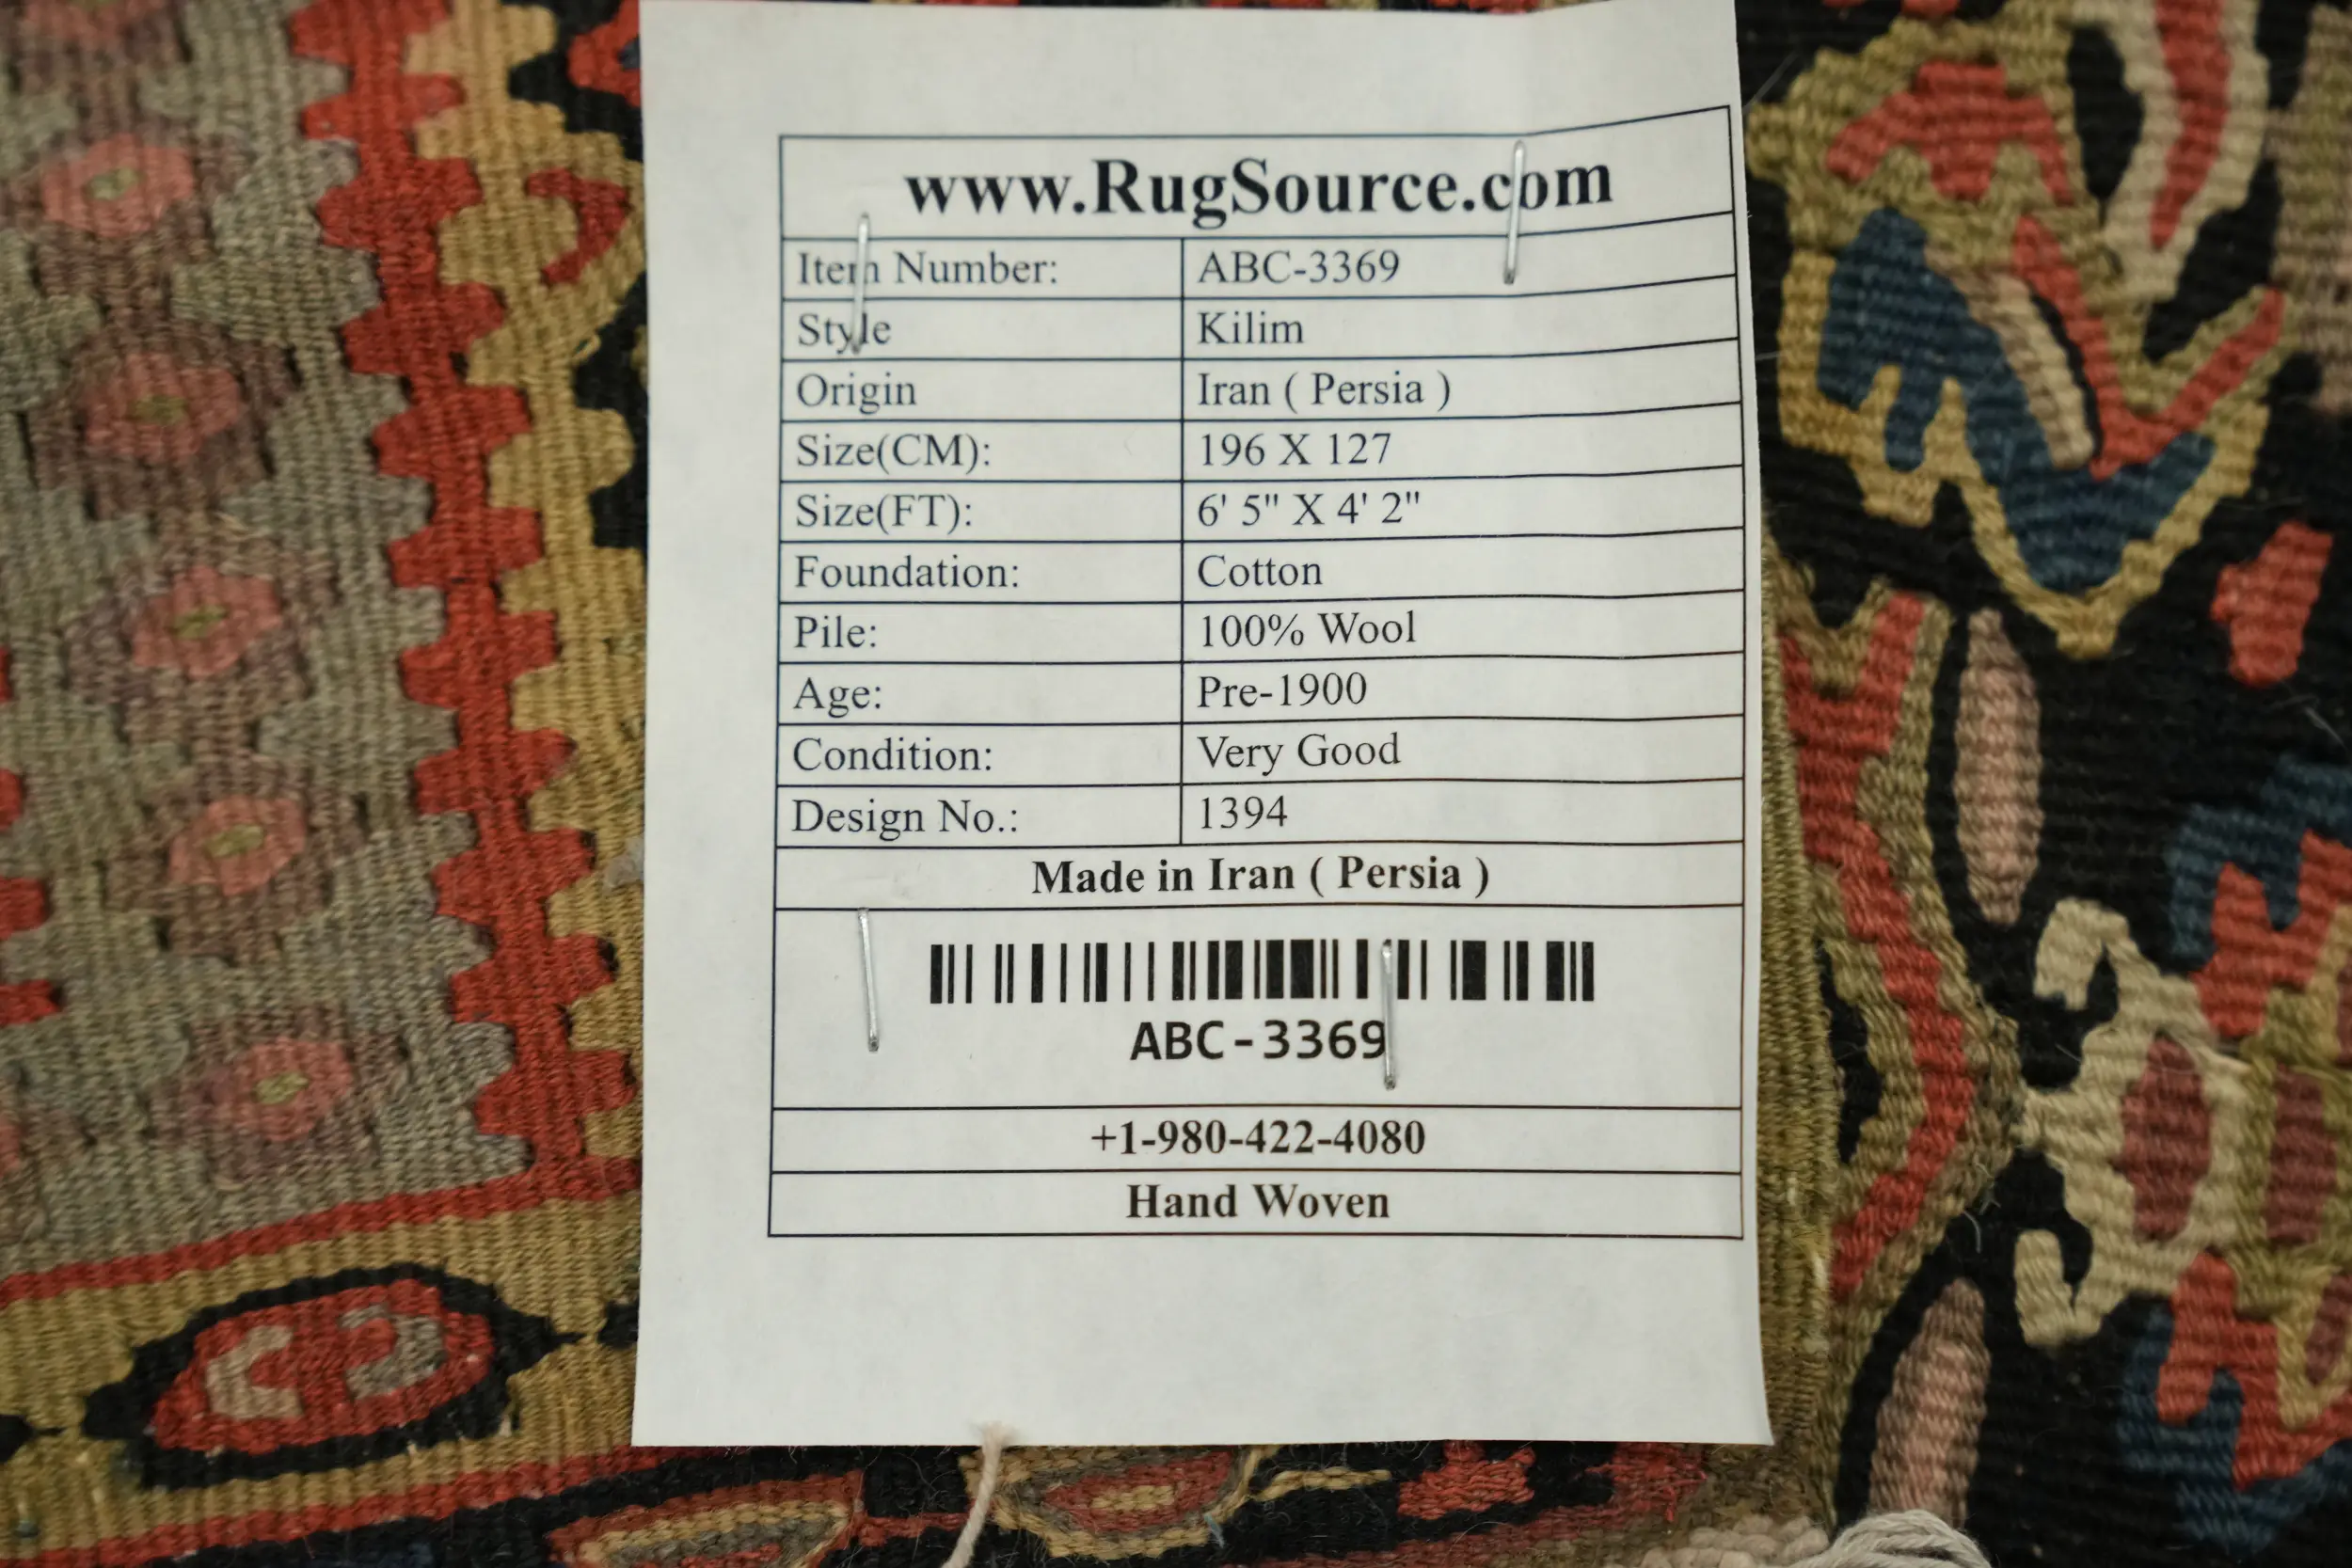 www.RugSource.com
Item Number: ABC-3369
Style Kilim
Origin Iran ( Persia )
Size(CM): 196 X 127
Size(FT): 6' 5" X 4' 2"
Foundation: Cotton
Pile: 100% Wool
Age: Pre-1900
Condition: Very Good
Design No.: 1394
Made in Iran ( Persia )
ABC-3369
+1-980-422-4080
Hand Woven